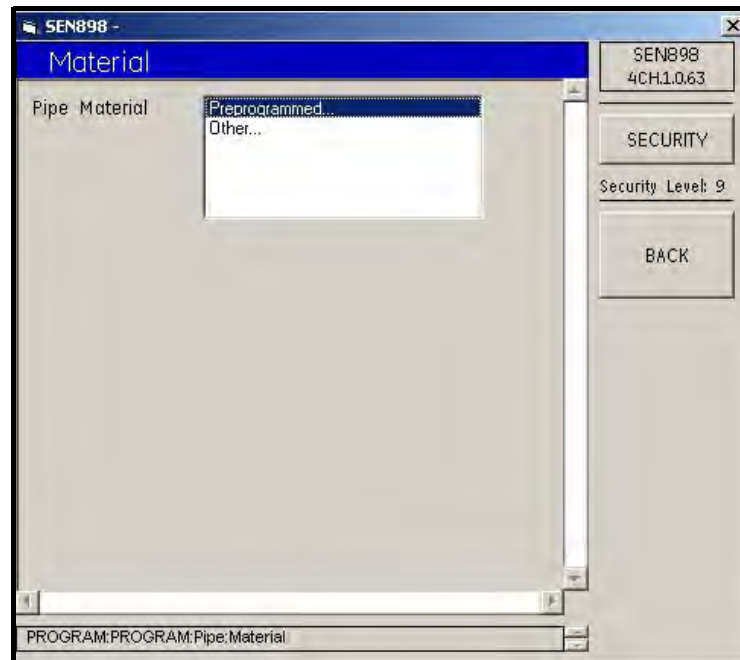 SEN898 -
Material
Pipe Material
Preprogrammed...
Other...
SEN898
4CH.1.0.63
SECURITY
Security Level: 9
BACK
PROGRAM:PROGRAM:Pipe:Material